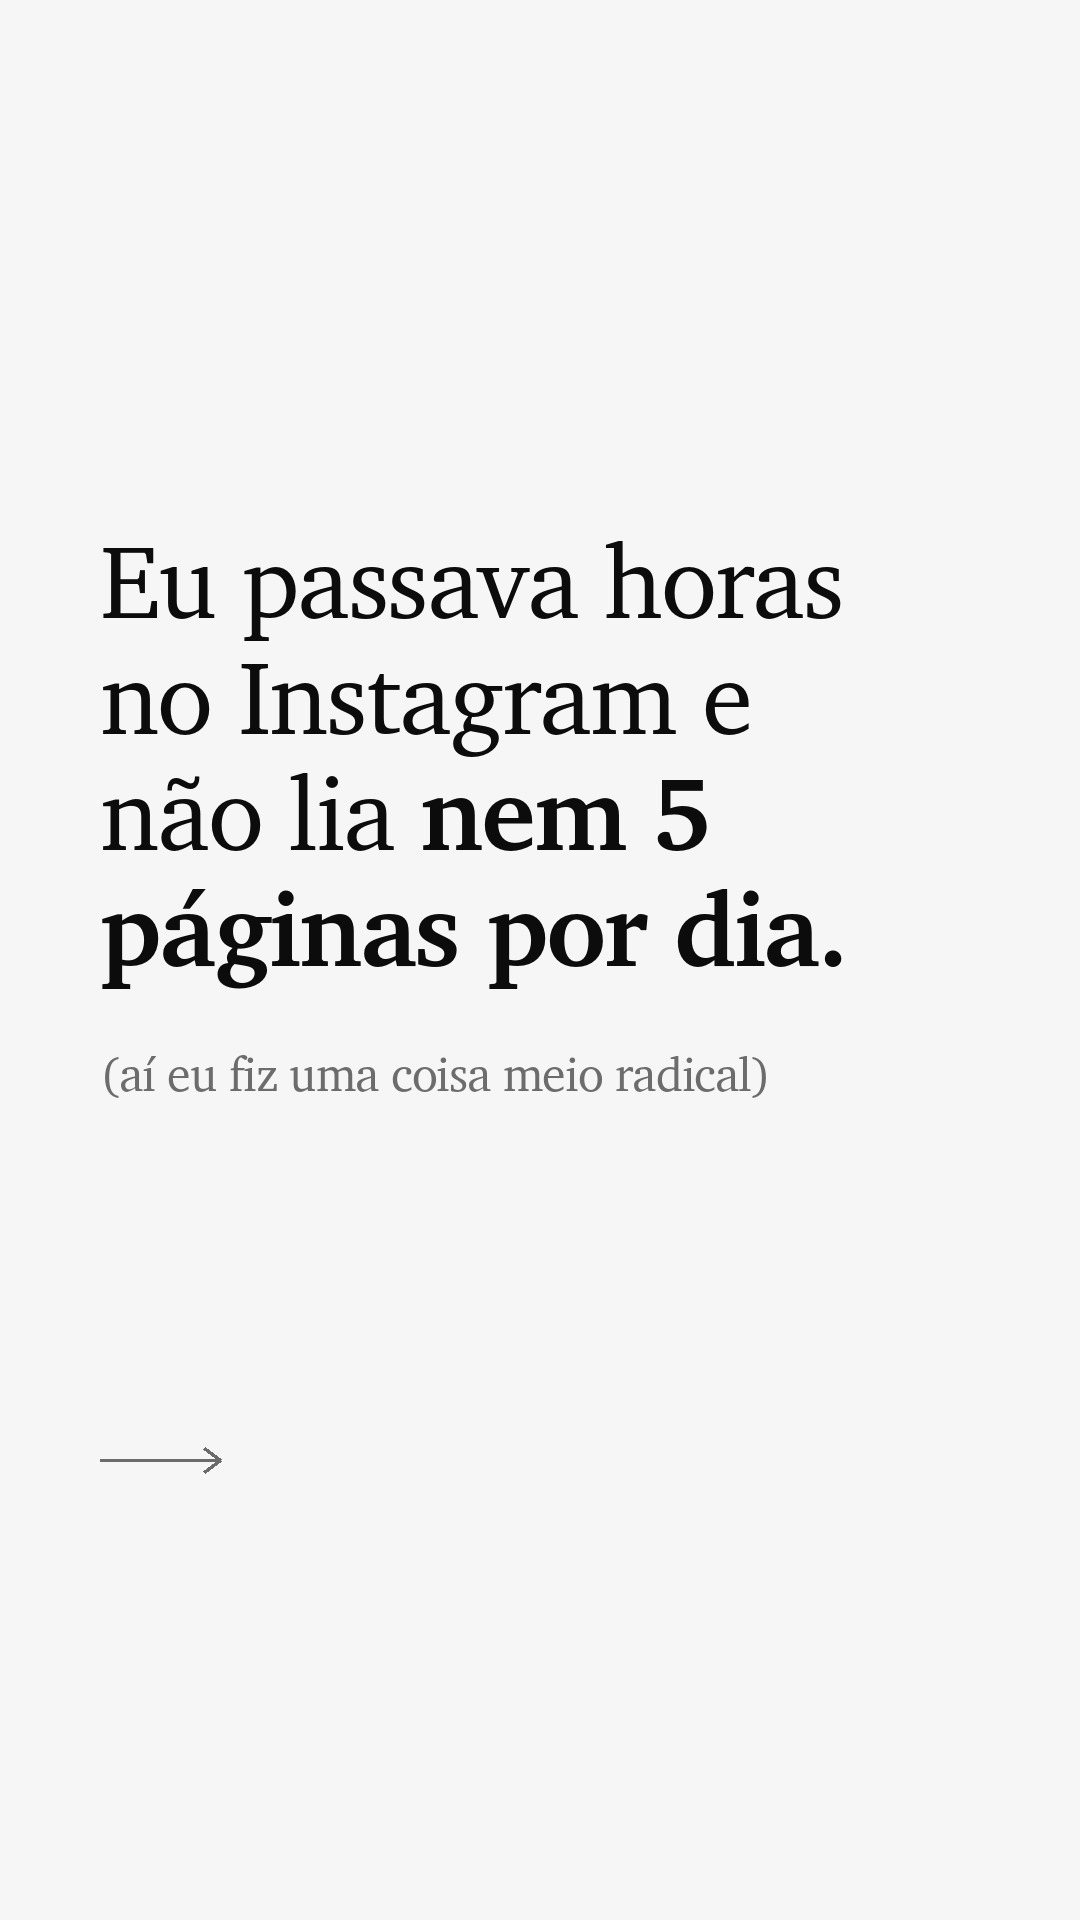 Eu passava horas
no Instagram e
não lia nem 5
páginas por dia.
(aí eu fiz uma coisa meio radical)